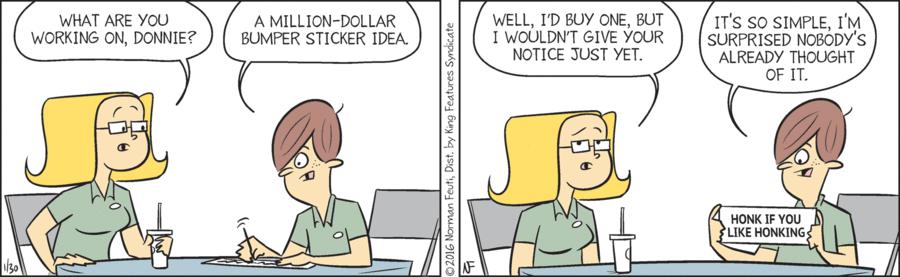 WHAT ARE YOU
WORKING ON, DONNIE?
A MILLION-DOLLAR
BUMPER STICKER IDEA.
1/30
©2016 Norman Feuti, Dist. by King Features Syndicate
WELL, I'D BUY ONE, BUT
I WOULDN'T GIVE YOUR
NOTICE JUST YET.
IT'S SO SIMPLE, I'M
SURPRISED NOBODY'S
ALREADY THOUGHT
OF IT.
HONK IF YOU
LIKE HONKING
NF